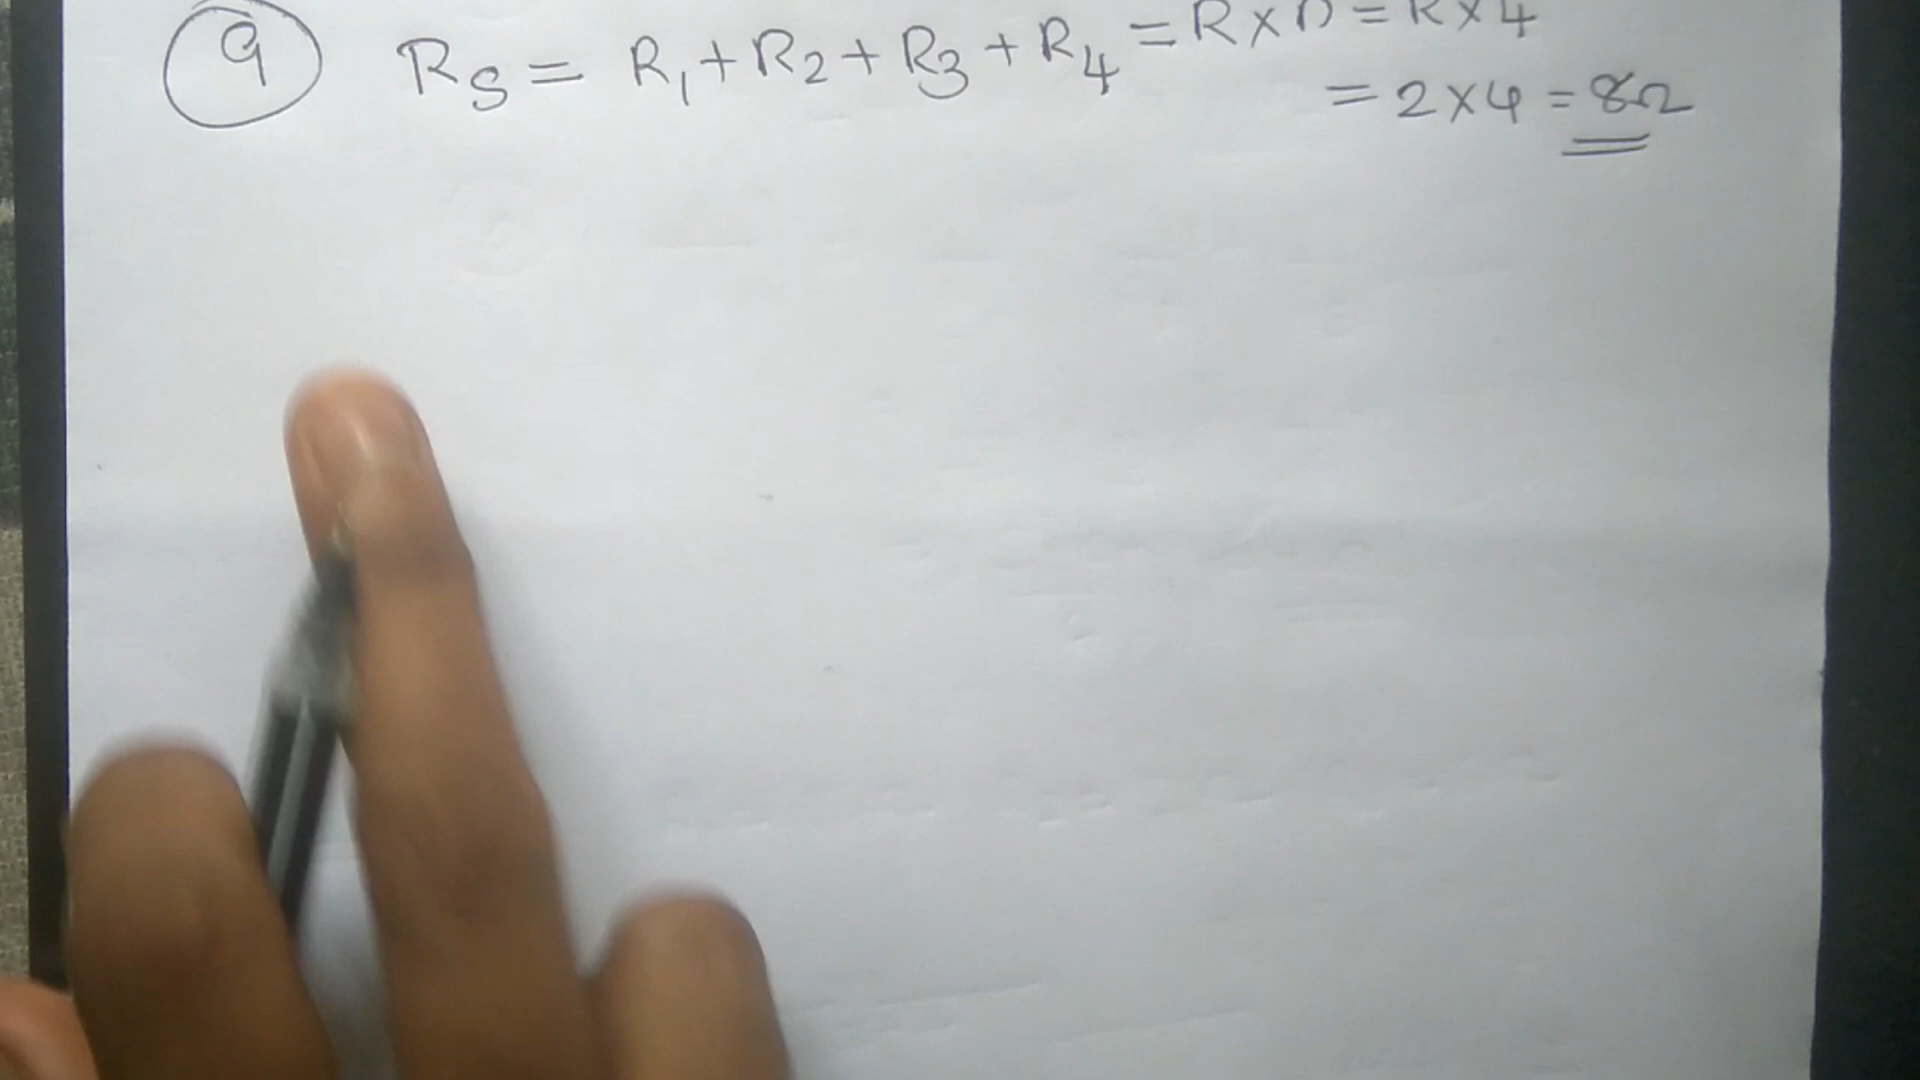 9 Rs = R1 + R2 + R3 + R4 = R x n = R x 4
= 2 x 4 = 8Ω